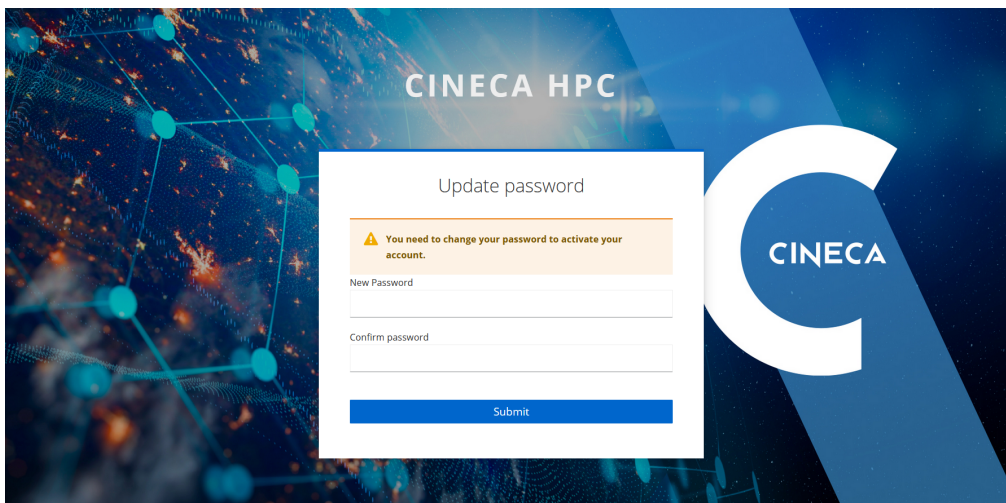 CINECA HPC
Update password
You need to change your password to activate your
account.
New Password
Confirm password
Submit
CINECA